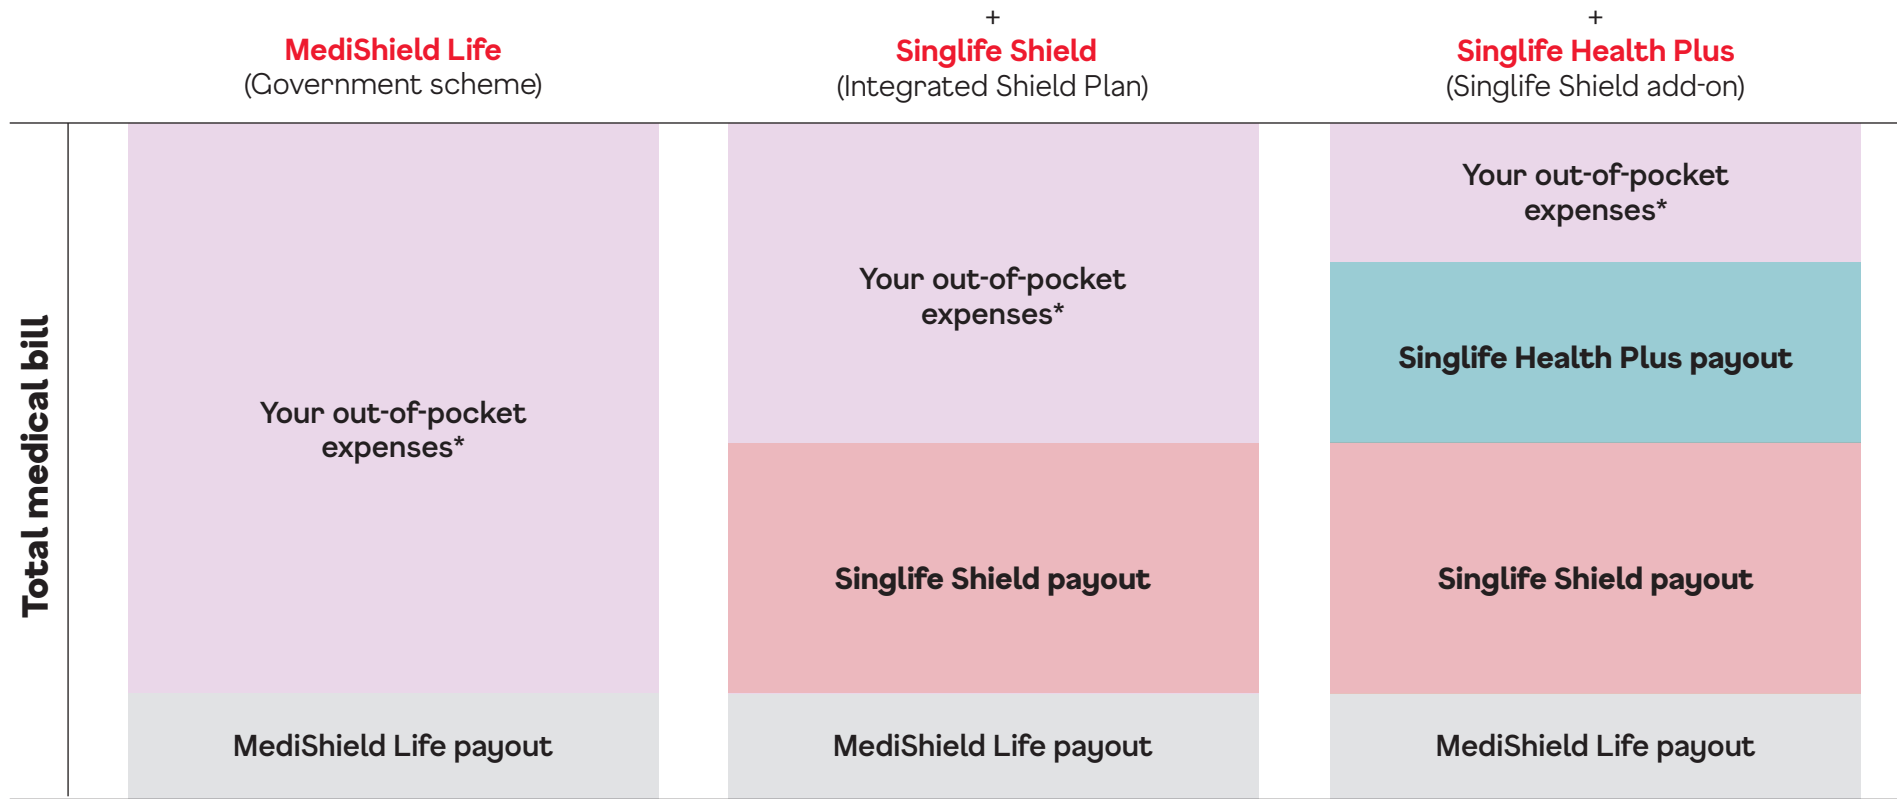 MediShield Life
(Government scheme)
+
Singlife Shield
(Integrated Shield Plan)
+
Singlife Health Plus
(Singlife Shield add-on)
Total medical bill
Your out-of-pocket
expenses*
MediShield Life payout
Your out-of-pocket
expenses*
Singlife Shield payout
MediShield Life payout
Your out-of-pocket
expenses*
Singlife Health Plus payout
Singlife Shield payout
MediShield Life payout